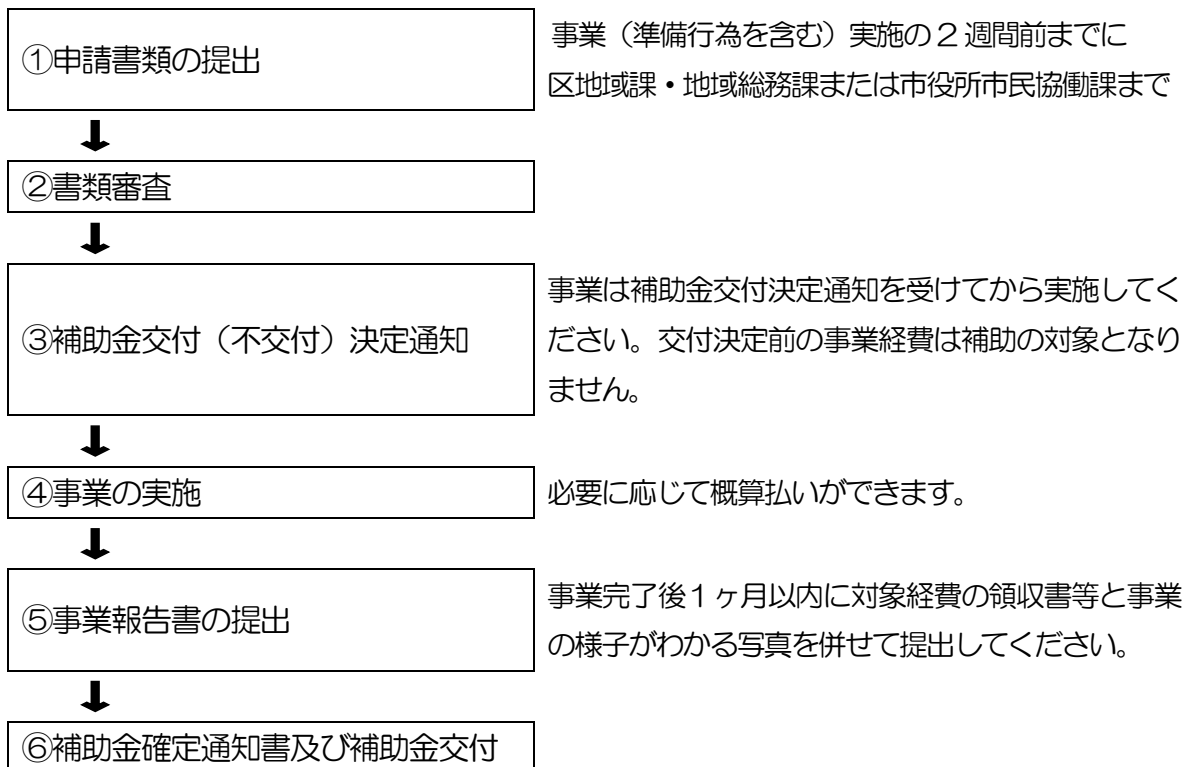 ①申請書類の提出
事業（準備行為を含む）実施の２週間前までに
区地域課・地域総務課または市役所市民協働課まで
②書類審査
③補助金交付（不交付）決定通知
事業は補助金交付決定通知を受けてから実施してく
ださい。交付決定前の事業経費は補助の対象となり
ません。
④事業の実施
必要に応じて概算払いができます。
⑤事業報告書の提出
事業完了後１ヶ月以内に対象経費の領収書等と事業
の様子がわかる写真を併せて提出してください。
⑥補助金確定通知書及び補助金交付